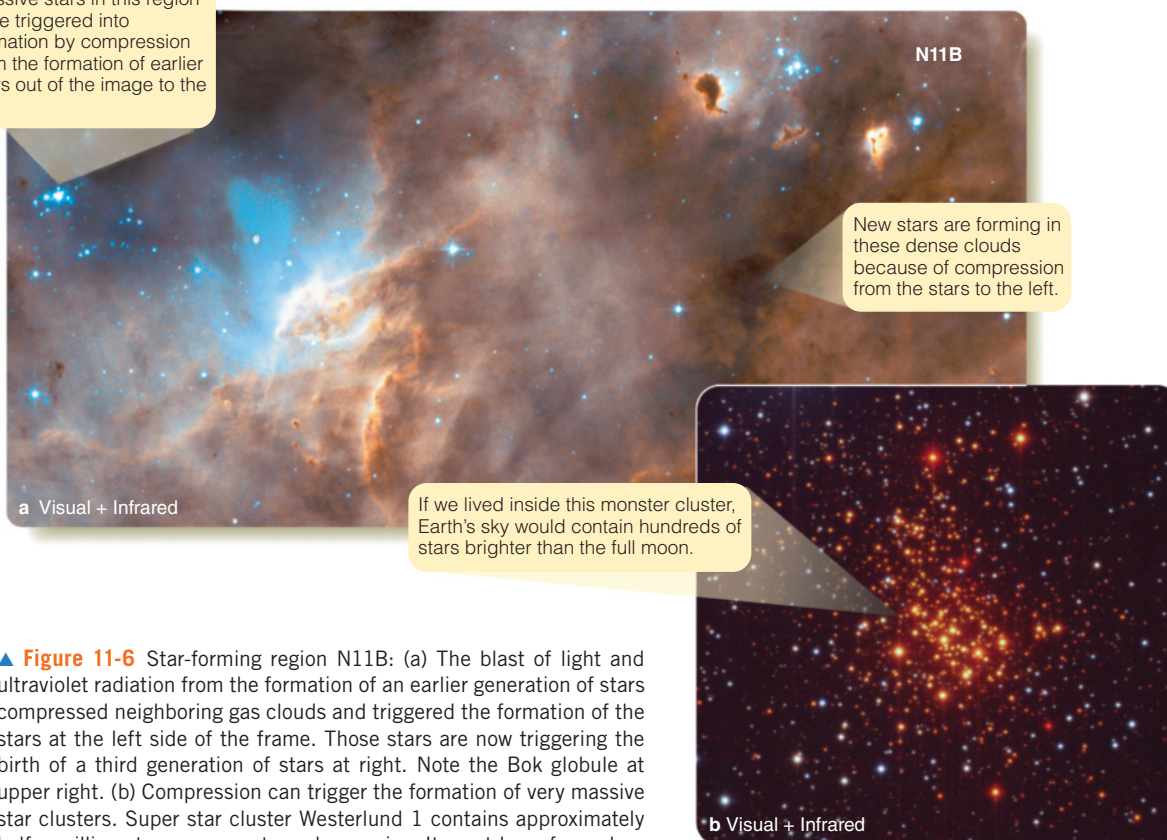 ssive stars in this region
e triggered into
mation by compression
m the formation of earlier
s out of the image to the
N11B
New stars are forming in
these dense clouds
because of compression
from the stars to the left.
a Visual + Infrared
If we lived inside this monster cluster,
Earth's sky would contain hundreds of
stars brighter than the full moon.
▲ Figure 11-6 Star-forming region N11B: (a) The blast of light and
ultraviolet radiation from the formation of an earlier generation of stars
compressed neighboring gas clouds and triggered the formation of the
stars at the left side of the frame. Those stars are now triggering the
birth of a third generation of stars at right. Note the Bok globule at
upper right. (b) Compression can trigger the formation of very massive
star clusters. Super star cluster Westerlund 1 contains approximately
b Visual + Infrared